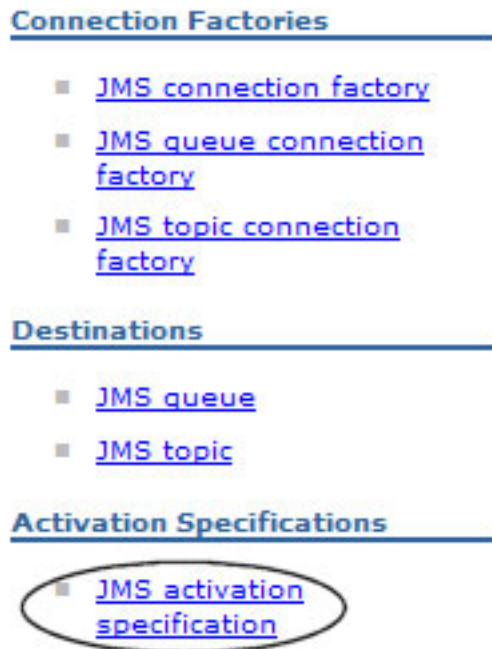 Connection Factories
JMS connection factory
JMS queue connection
factory
JMS topic connection
factory
Destinations
JMS queue
JMS topic
Activation Specifications
JMS activation
specification